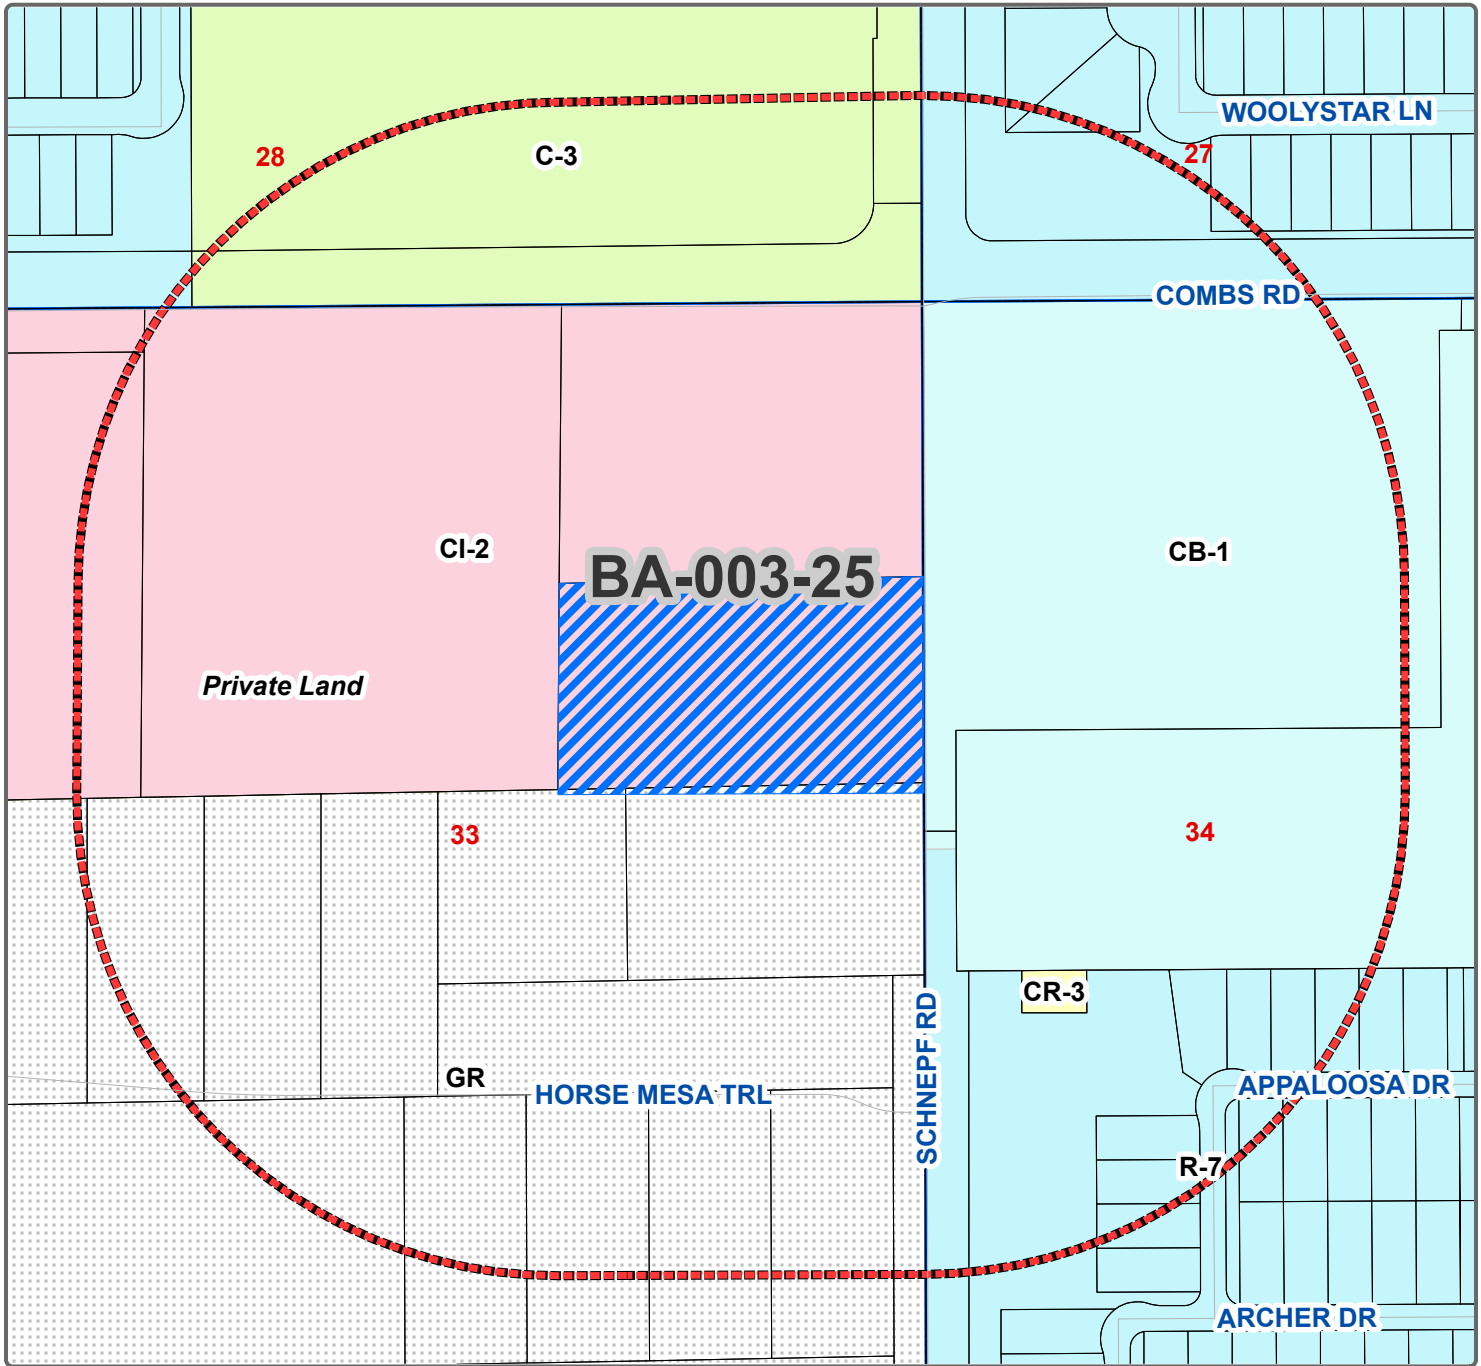 WOOLYSTAR LN
28
C-3
27
COMBS RD
CI-2
BA-003-25
CB-1
Private Land
33
34
CR-3
SCHNEPF RD
GR
HORSE MESA TRL
APPALOOSA DR
R-7
ARCHER DR